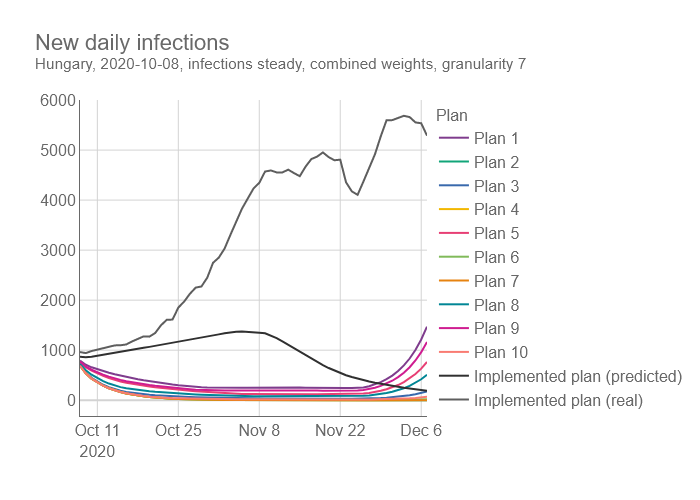 New daily infections
Hungary, 2020-10-08, infections steady, combined weights, granularity 7
6000
5000
4000
3000
2000
1000
0
Oct 11
2020
Oct 25
Nov 8
Nov 22
Dec 6
Plan
Plan 1
Plan 2
Plan 3
Plan 4
Plan 5
Plan 6
Plan 7
Plan 8
Plan 9
Plan 10
Implemented plan (predicted)
Implemented plan (real)